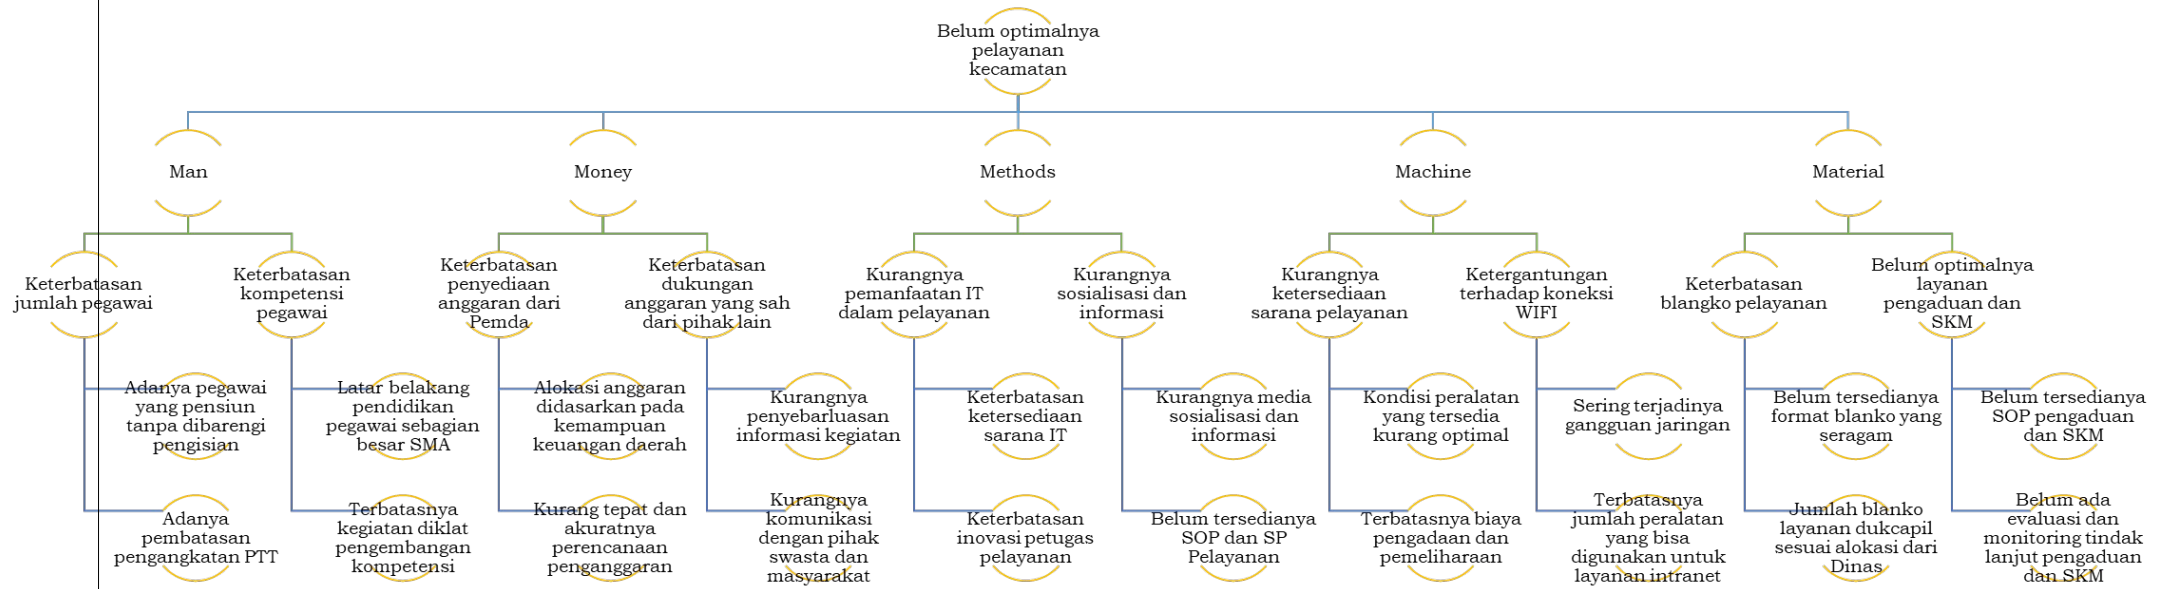 Belum optimalnya
pelayanan
kecamatan
Man
Money
Methods
Machine
Material
Keterbatasan
jumlah pegawai
Keterbatasan
kompetensi
pegawai
Keterbatasan
penyediaan
anggaran dari
Pemda
Keterbatasan
dukungan
anggaran yang sah
dari pihak lain
Kurangnya
pemanfaatan IT
dalam pelayanan
Kurangnya
sosialisasi dan
informasi
Kurangnya
ketersediaan
sarana pelayanan
Ketergantungan
terhadap koneksi
WIFI
Keterbatasan
blangko pelayanan
Belum optimalnya
layanan
pengaduan dan
SKM
Adanya pegawai
yang pensiun
tanpa dibarengi
pengisian
Latar belakang
pendidikan
pegawai sebagian
besar SMA
Alokasi anggaran
didasarkan pada
kemampuan
keuangan daerah
Kurangnya
penyebarluasan
informasi kegiatan
Keterbatasan
ketersediaan
sarana IT
Kurangnya media
sosialisasi dan
informasi
Kondisi peralatan
yang tersedia
kurang optimal
Sering terjadinya
gangguan jaringan
Belum tersedianya
format blanko yang
seragam
Belum tersedianya
SOP pengaduan
dan SKM
Adanya
pembatasan
pengangkatan PTT
Terbatasnya
kegiatan diklat
pengembangan
kompetensi
Kurang tepat dan
akuratnya
perencanaan
penganggaran
Kurangnya
komunikasi
dengan pihak
swasta dan
masyarakat
Keterbatasan
inovasi petugas
pelayanan
Belum tersedianya
SOP dan SP
Pelayanan
Terbatasnya biaya
pengadaan dan
pemeliharaan
Terbatasnya
jumlah peralatan
yang bisa
digunakan untuk
layanan intranet
Jumlah blanko
layanan dukcapil
sesuai alokasi dari
Dinas
Belum ada
evaluasi dan
monitoring tindak
lanjut pengaduan
dan SKM